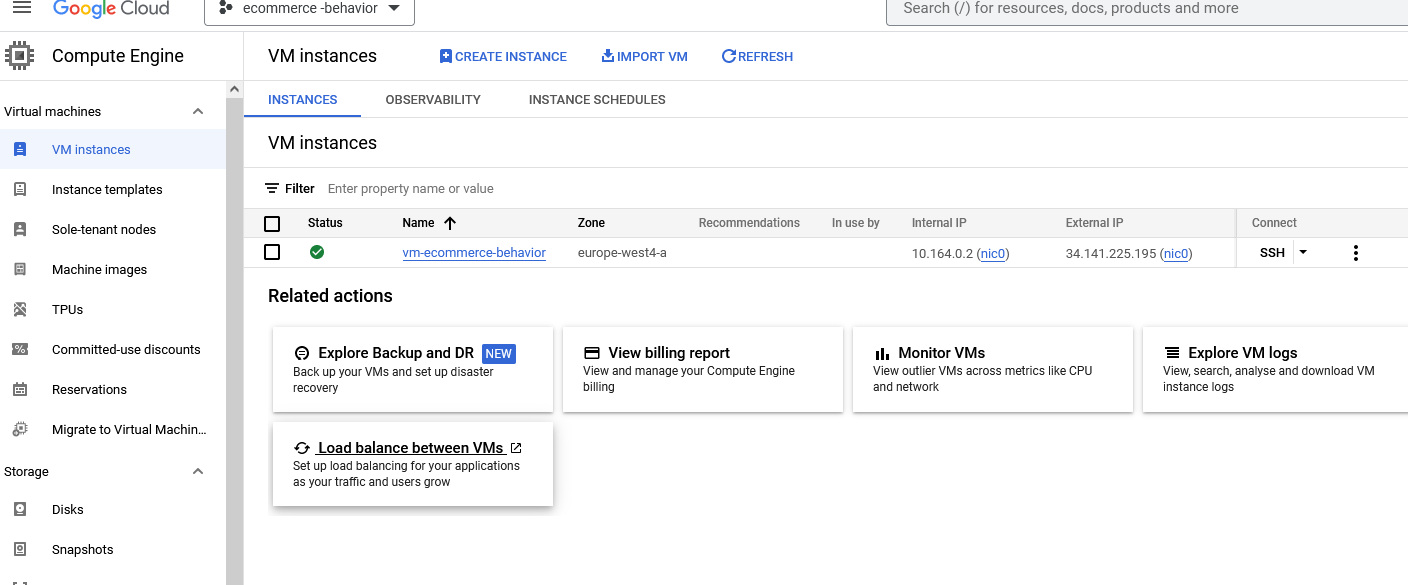 Google Cloud
ecommerce -behavior
Search (/) for resources, docs, products and more
Compute Engine
VM instances
CREATE INSTANCE
IMPORT VM
REFRESH
Virtual machines
VM instances
Instance templates
Sole-tenant nodes
Machine images
TPUs
Committed-use discounts
Reservations
Migrate to Virtual Machin...
Storage
Disks
Snapshots
INSTANCES
OBSERVABILITY
INSTANCE SCHEDULES
VM instances
Filter Enter property name or value
Status Name Zone Recommendations In use by Internal IP External IP Connect
vm-ecommerce-behavior europe-west4-a 10.164.0.2 (nic0) 34.141.225.195 (nic0) SSH
Related actions
Explore Backup and DR NEW
Back up your VMs and set up disaster
recovery
View billing report
View and manage your Compute Engine
billing
Monitor VMs
View outlier VMs across metrics like CPU
and network
Explore VM logs
View, search, analyse and download VM
instance logs
Load balance between VMs
Set up load balancing for your applications
as your traffic and users grow